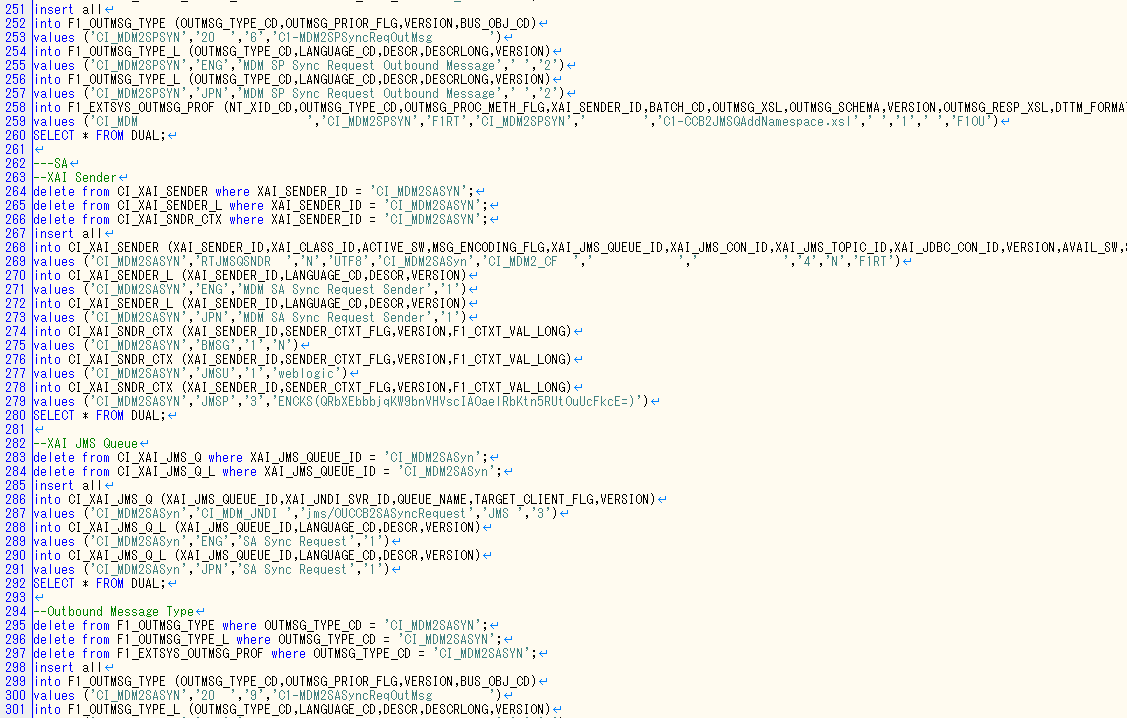 251 insert all
252 into F1_OUTMSG_TYPE (OUTMSG_TYPE_CD,OUTMSG_PRIOR_FLG,VERSION,BUS_OBJ_CD)
253 values ('CI_MDM2SPSYN','20  ','6','C1-MDM2SPSyncReqOutMsg        ')
254 into F1_OUTMSG_TYPE_L (OUTMSG_TYPE_CD,LANGUAGE_CD,DESCR,DESCRLONG,VERSION)
255 values ('CI_MDM2SPSYN','ENG','MDM SP Sync Request Outbound Message',' ','2')
256 into F1_OUTMSG_TYPE_L (OUTMSG_TYPE_CD,LANGUAGE_CD,DESCR,DESCRLONG,VERSION)
257 values ('CI_MDM2SPSYN','JPN','MDM SP Sync Request Outbound Message',' ','2')
258 into F1_EXTSYS_OUTMSG_PROF (NT_XID_CD,OUTMSG_TYPE_CD,OUTMSG_PROC_METH_FLG,XAI_SENDER_ID,BATCH_CD,OUTMSG_XSL,OUTMSG_SCHEMA,VERSION,OUTMSG_RESP_XSL,DTTM_FORMA
259 values ('CI_MDM                        ','CI_MDM2SPSYN','F1RT','CI_MDM2SPSYN','        ','C1-CCB2JMSQAddNamespace.xsl',' ','1',' ','F1OU')
260 SELECT * FROM DUAL;
261
262 ---SA
263 --XAI Sender
264 delete from CI_XAI_SENDER where XAI_SENDER_ID = 'CI_MDM2SASYN';
265 delete from CI_XAI_SENDER_L where XAI_SENDER_ID = 'CI_MDM2SASYN';
266 delete from CI_XAI_SNDR_CTX where XAI_SENDER_ID = 'CI_MDM2SASYN';
267 insert all
268 into CI_XAI_SENDER (XAI_SENDER_ID,XAI_CLASS_ID,ACTIVE_SW,MSG_ENCODING_FLG,XAI_JMS_QUEUE_ID,XAI_JMS_CON_ID,XAI_JMS_TOPIC_ID,XAI_JDBC_CON_ID,VERSION,AVAIL_SW,
269 values ('CI_MDM2SASYN','RTJMSQSNDR  ','N','UTF8','CI_MDM2SASyn','CI_MDM2_CF  ','            ','            ','4','N','F1RT')
270 into CI_XAI_SENDER_L (XAI_SENDER_ID,LANGUAGE_CD,DESCR,VERSION)
271 values ('CI_MDM2SASYN','ENG','MDM SA Sync Request Sender','1')
272 into CI_XAI_SENDER_L (XAI_SENDER_ID,LANGUAGE_CD,DESCR,VERSION)
273 values ('CI_MDM2SASYN','JPN','MDM SA Sync Request Sender','1')
274 into CI_XAI_SNDR_CTX (XAI_SENDER_ID,SENDER_CTXT_FLG,VERSION,F1_CTXT_VAL_LONG)
275 values ('CI_MDM2SASYN','BMSG','1','N')
276 into CI_XAI_SNDR_CTX (XAI_SENDER_ID,SENDER_CTXT_FLG,VERSION,F1_CTXT_VAL_LONG)
277 values ('CI_MDM2SASYN','JMSU','1','weblogic')
278 into CI_XAI_SNDR_CTX (XAI_SENDER_ID,SENDER_CTXT_FLG,VERSION,F1_CTXT_VAL_LONG)
279 values ('CI_MDM2SASYN','JMSP','3',
280 SELECT * FROM DUAL;
281
282 --XAI JMS Queue
283 delete from CI_XAI_JMS_Q where XAI_JMS_QUEUE_ID = 'CI_MDM2SASyn';
284 delete from CI_XAI_JMS_Q_L where XAI_JMS_QUEUE_ID = 'CI_MDM2SASyn';
285 insert all
286 into CI_XAI_JMS_Q (XAI_JMS_QUEUE_ID,XAI_JNDI_SVR_ID,QUEUE_NAME,TARGET_CLIENT_FLG,VERSION)
287 values ('CI_MDM2SASyn','CI_MDM_JNDI ','jms/OUCCB2SASyncRequest','JMS ','3')
288 into CI_XAI_JMS_Q_L (XAI_JMS_QUEUE_ID,LANGUAGE_CD,DESCR,VERSION)
289 values ('CI_MDM2SASyn','ENG','SA Sync Request','1')
290 into CI_XAI_JMS_Q_L (XAI_JMS_QUEUE_ID,LANGUAGE_CD,DESCR,VERSION)
291 values ('CI_MDM2SASyn','JPN','SA Sync Request','1')
292 SELECT * FROM DUAL;
293
294 --Outbound Message Type
295 delete from F1_OUTMSG_TYPE where OUTMSG_TYPE_CD = 'CI_MDM2SASYN';
296 delete from F1_OUTMSG_TYPE_L where OUTMSG_TYPE_CD = 'CI_MDM2SASYN';
297 delete from F1_EXTSYS_OUTMSG_PROF where OUTMSG_TYPE_CD = 'CI_MDM2SASYN';
298 insert all
299 into F1_OUTMSG_TYPE (OUTMSG_TYPE_CD,OUTMSG_PRIOR_FLG,VERSION,BUS_OBJ_CD)
300 values ('CI_MDM2SASYN','20  ','9','C1-MDM2SASyncReqOutMsg        ')
301 into F1_OUTMSG_TYPE_L (OUTMSG_TYPE_CD,LANGUAGE_CD,DESCR,DESCRLONG,VERSION)